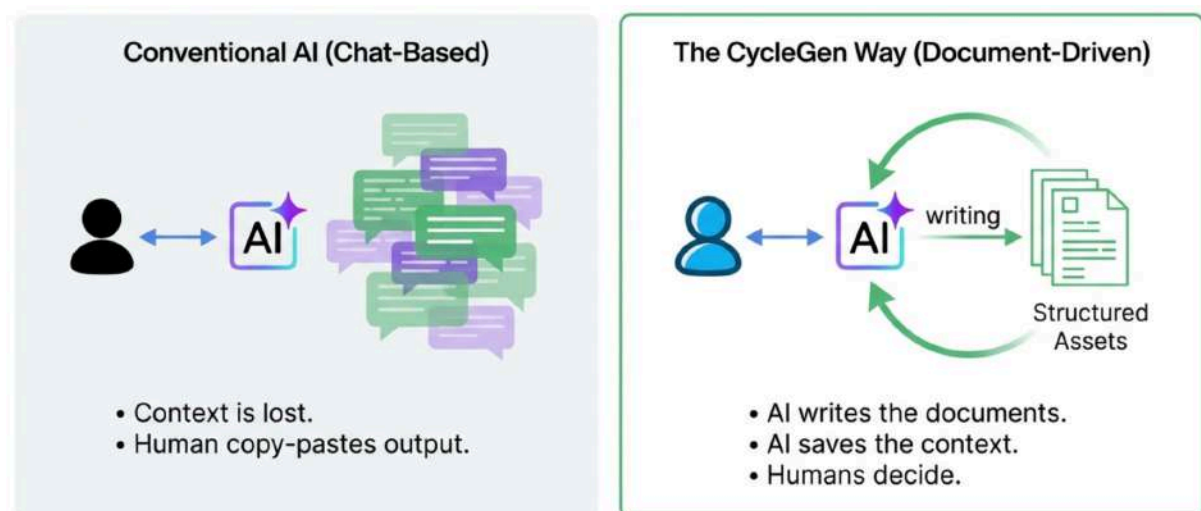 Conventional AI (Chat-Based)
AI
• Context is lost.
• Human copy-pastes output.
The CycleGen Way (Document-Driven)
AI
writing
Structured
Assets
• AI writes the documents.
• AI saves the context.
• Humans decide.